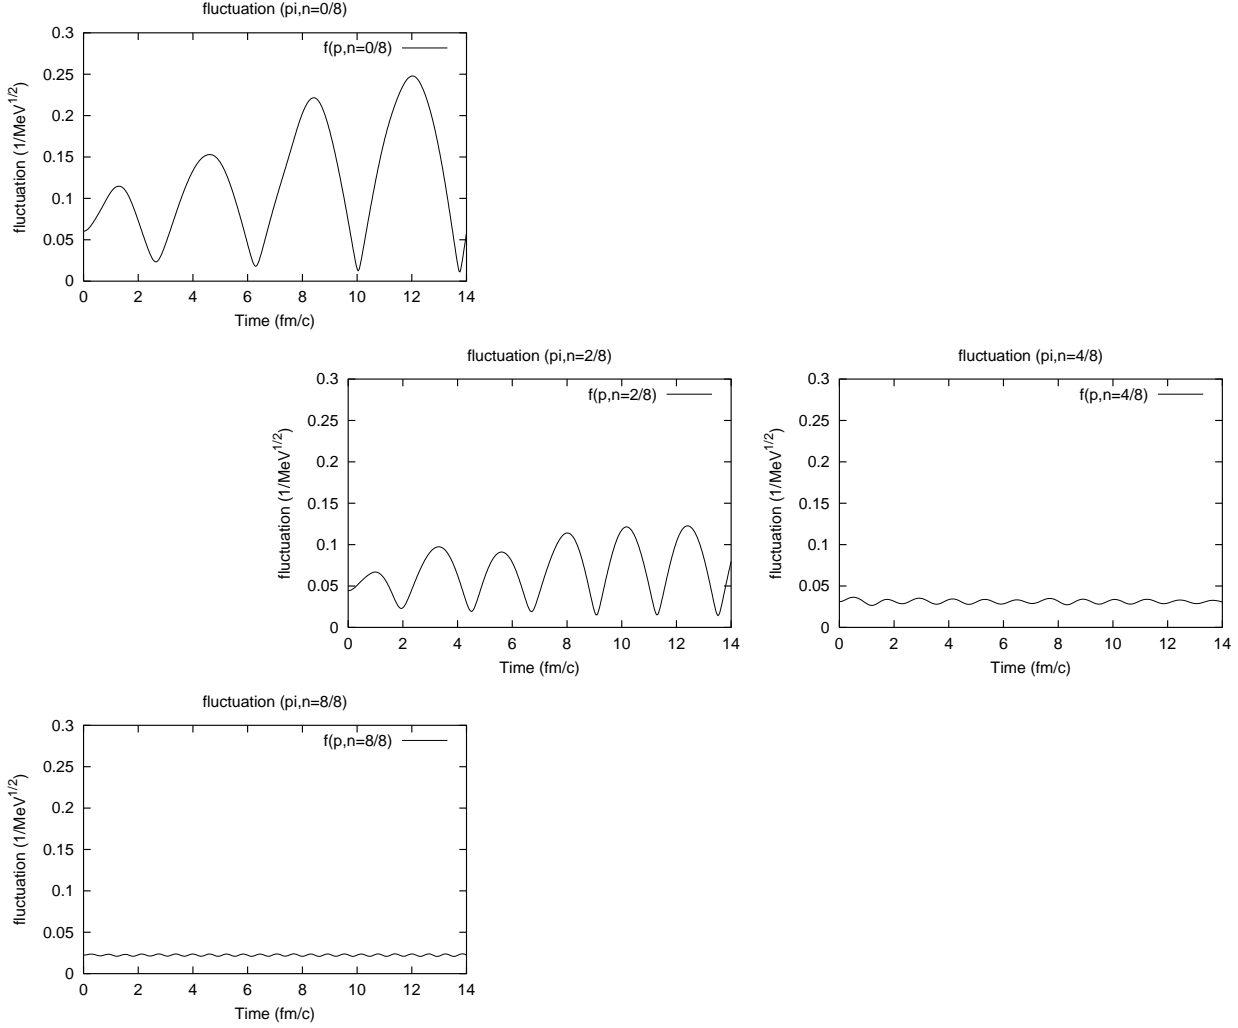 fluctuation (pi,n=0/8)
f(p,n=0/8)
fluctuation (1/MeV^1/2)
0.3
0.25
0.2
0.15
0.1
0.05
0
0 2 4 6 8 10 12 14
Time (fm/c)
fluctuation (pi,n=2/8)
f(p,n=2/8)
fluctuation (1/MeV^1/2)
0.3
0.25
0.2
0.15
0.1
0.05
0
0 2 4 6 8 10 12 14
Time (fm/c)
fluctuation (pi,n=4/8)
f(p,n=4/8)
fluctuation (1/MeV^1/2)
0.3
0.25
0.2
0.15
0.1
0.05
0
0 2 4 6 8 10 12 14
Time (fm/c)
fluctuation (pi,n=8/8)
f(p,n=8/8)
fluctuation (1/MeV^1/2)
0.3
0.25
0.2
0.15
0.1
0.05
0
0 2 4 6 8 10 12 14
Time (fm/c)